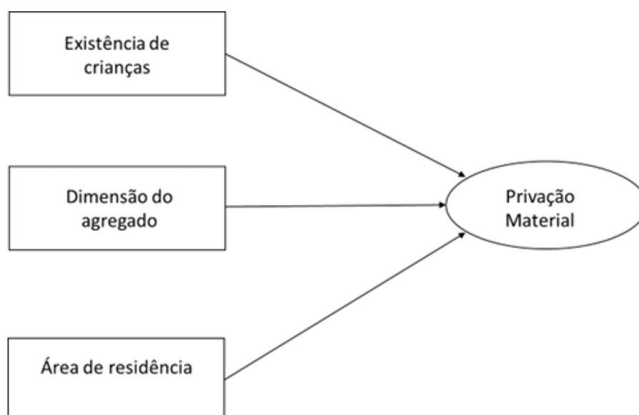 Existência de
crianças
Dimensão do
agregado
Privação
Material
Área de residência